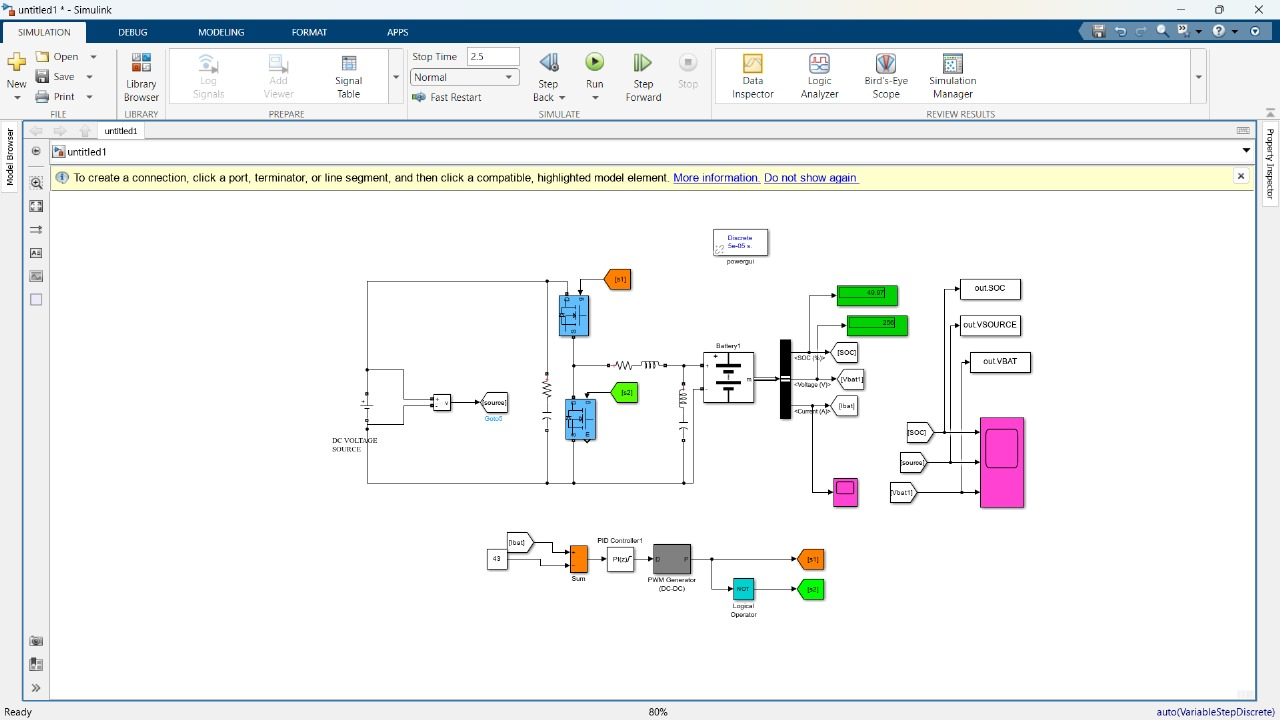 untitled1 * - Simulink
SIMULATION DEBUG MODELING FORMAT APPS
New
Open
Save
Print
FILE
Library
Browser
LIBRARY
Log
Signals
Add
Viewer
Signal
Table
PREPARE
Stop Time 2.5
Normal
Fast Restart
Step
Back
Run
Step
Forward
Stop
SIMULATE
Data
Inspector
Logic
Analyzer
Bird's-Eye
Scope
Simulation
Manager
REVIEW RESULTS
Model Browser
Property Inspector
untitled1
untitled1
To create a connection, click a port, terminator, or line segment, and then click a compatible, highlighted model element. More information. Do not show again.
Discrete
5e-05 s.
powergui
[s1]
49.97
256
out.SOC
out.VSOURCE
out.VBAT
Battery1
m
<SOC (%)>
[SOC]
<Voltage (V)>
[Vbat1]
<Current (A)>
[Ibat]
[s2]
[source]
Goto5
DC VOLTAGE
SOURCE
[SOC]
[source]
[Vbat1]
[Ibat]
43
Sum
PID Controller1
PI(z)
D P
PWM Generator
(DC-DC)
[s1]
NOT
Logical
Operator
[s2]
Ready
80%
auto(VariableStepDiscrete)